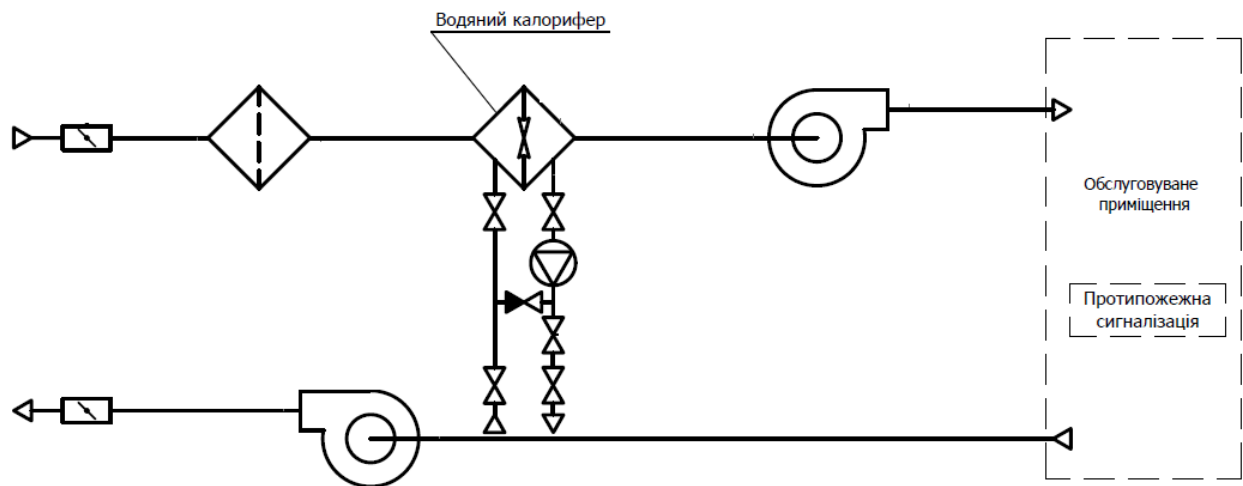 Водяний калорифер
Обслуговуване
приміщення
Протипожежна
сигналізація